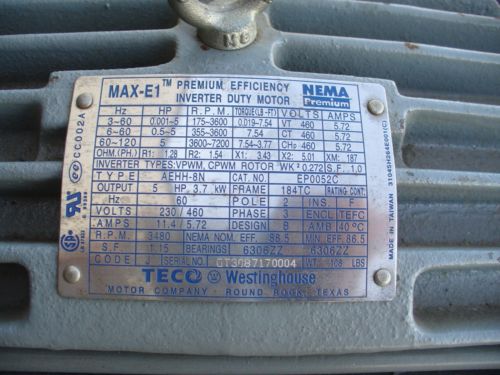 NG
MAX-E1™ PREMIUM EFFICIENCY INVERTER DUTY MOTOR NEMA Premium
Hz HP R.P.M. TORQUE(LB-FT) VOLTS AMPS
3~60 0.001-5 175-3600 0.019-7.54 VT 460 5.72
6~60 0.5-5 355-3600 7.54 CT 460 5.72
60~120 5 3600-7200 7.54-3.77 CHP 460 5.72
OHM.(PH.) R1: 1.28 R2: 1.54 X1: 3.43 X2: 5.01 XM: 187
INVERTER TYPES:VPWM, CPWM ROTOR WK² 0.272 S.F. 1.0
TYPE AEHH-8N CAT. NO. EP0052C
OUTPUT 5 HP 3.7 kW FRAME 184TC RATING CONT.
Hz 60 POLE 2 INS F
VOLTS 230/460 PHASE 3 ENCL TEFC
AMPS 11.4/5.72 DESIGN B AMB 40°C
R.P.M. 3480 NEMA NOM. EFF. 88.5 MIN.EFF. 86.5
S.F. 1.15 BEARINGS 6306ZZ 6306ZZ
CODE J SERIAL NO. WT. 108 LBS
TECO Westinghouse
MOTOR COMPANY ROUND ROCK, TEXAS
CC002A
MADE IN TAIWAN